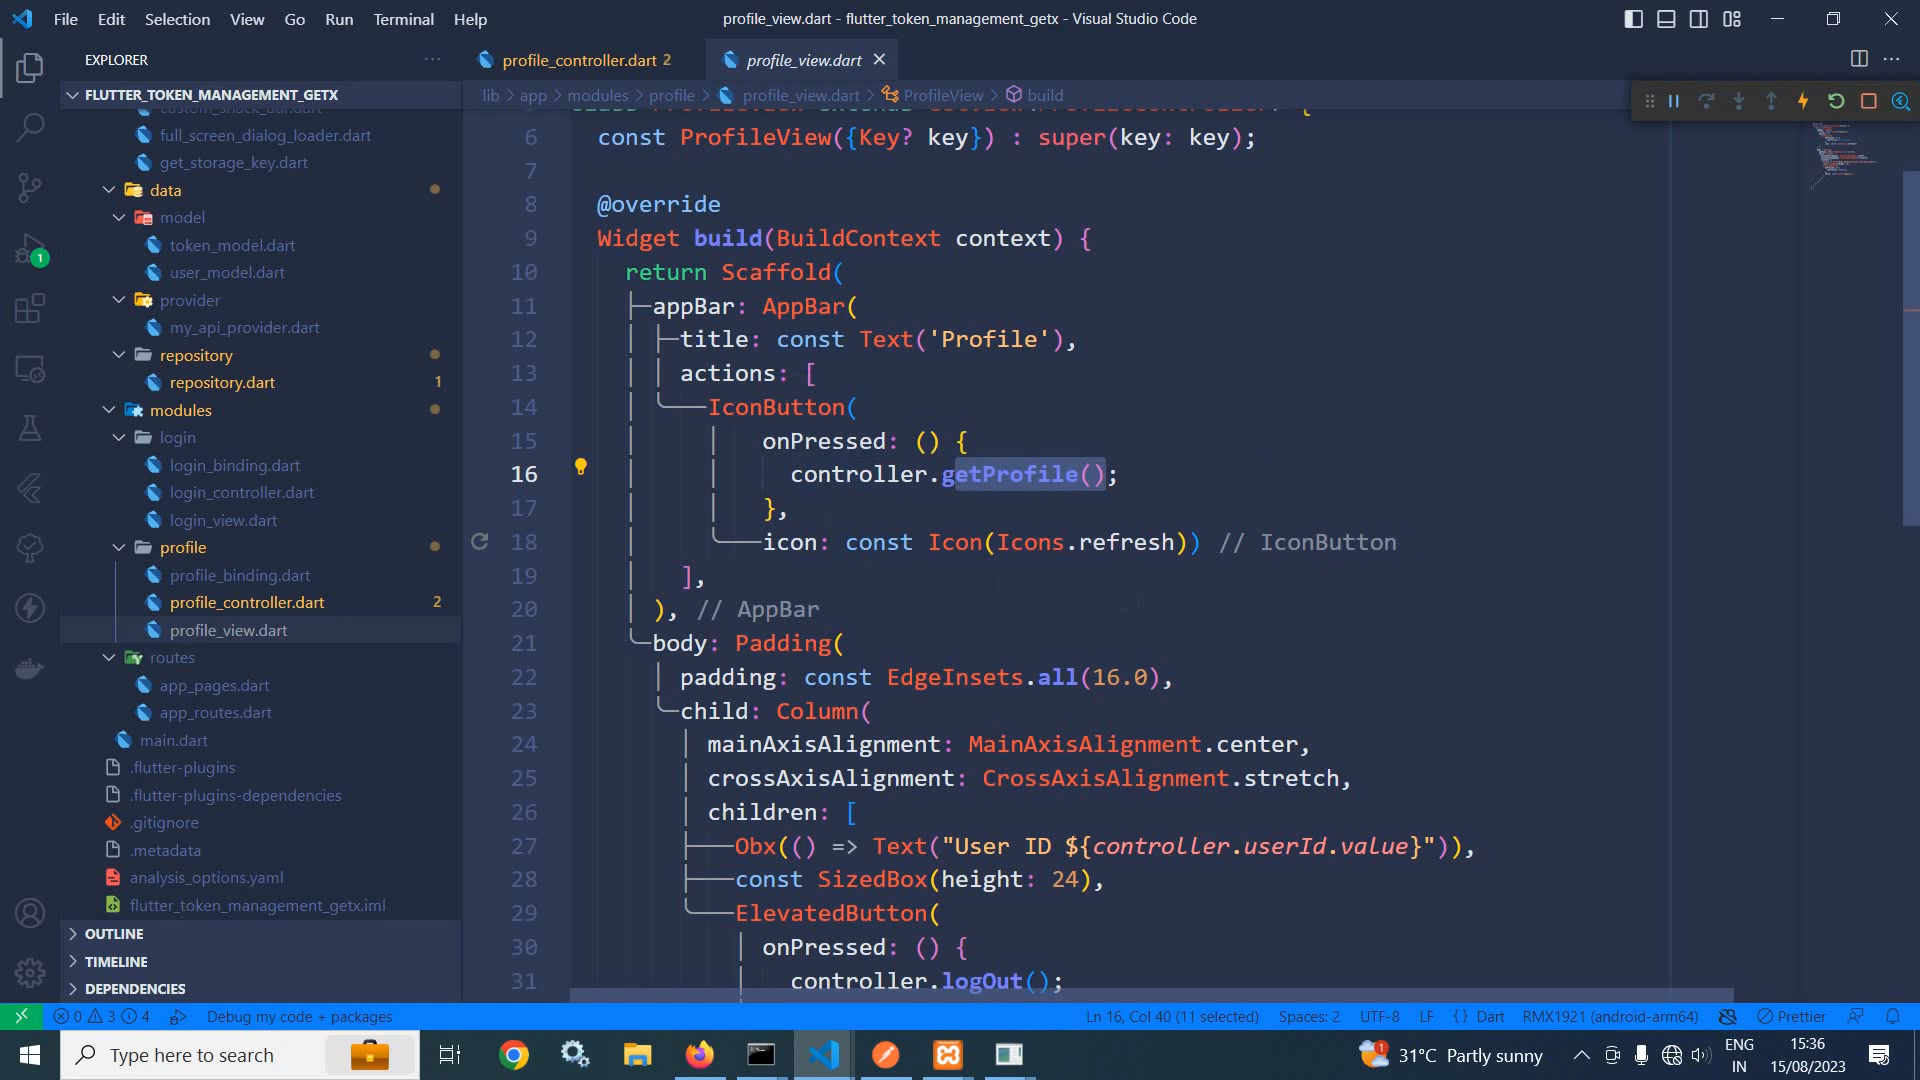 File Edit Selection View Go Run Terminal Help
profile_view.dart - flutter_token_management_getx - Visual Studio Code
EXPLORER
profile_controller.dart 2
profile_view.dart
FLUTTER_TOKEN_MANAGEMENT_GETX
lib > app > modules > profile > profile_view.dart > ProfileView > build
custom_snack_bar.dart
full_screen_dialog_loader.dart
get_storage_key.dart
data
model
token_model.dart
user_model.dart
provider
my_api_provider.dart
repository
repository.dart 1
modules
login
login_binding.dart
login_controller.dart
login_view.dart
profile
profile_binding.dart
profile_controller.dart 2
profile_view.dart
routes
app_pages.dart
app_routes.dart
main.dart
.flutter-plugins
.flutter-plugins-dependencies
.gitignore
.metadata
analysis_options.yaml
flutter_token_management_getx.iml
OUTLINE
TIMELINE
DEPENDENCIES
1
6 const ProfileView({Key? key}) : super(key: key);
7
8 @override
9 Widget build(BuildContext context) {
10 return Scaffold(
11 appBar: AppBar(
12 title: const Text('Profile'),
13 actions: [
14 IconButton(
15 onPressed: () {
16 controller.getProfile();
17 },
18 icon: const Icon(Icons.refresh)) // IconButton
19 ],
20 ), // AppBar
21 body: Padding(
22 padding: const EdgeInsets.all(16.0),
23 child: Column(
24 mainAxisAlignment: MainAxisAlignment.center,
25 crossAxisAlignment: CrossAxisAlignment.stretch,
26 children: [
27 Obx(() => Text("User ID ${controller.userId.value}")),
28 const SizedBox(height: 24),
29 ElevatedButton(
30 onPressed: () {
31 controller.logOut();
0 3 4 Debug my code + packages
Ln 16, Col 40 (11 selected) Spaces: 2 UTF-8 LF {} Dart RMX1921 (android-arm64) Prettier
Type here to search
1
31°C Partly sunny
ENG
IN
15:36
15/08/2023